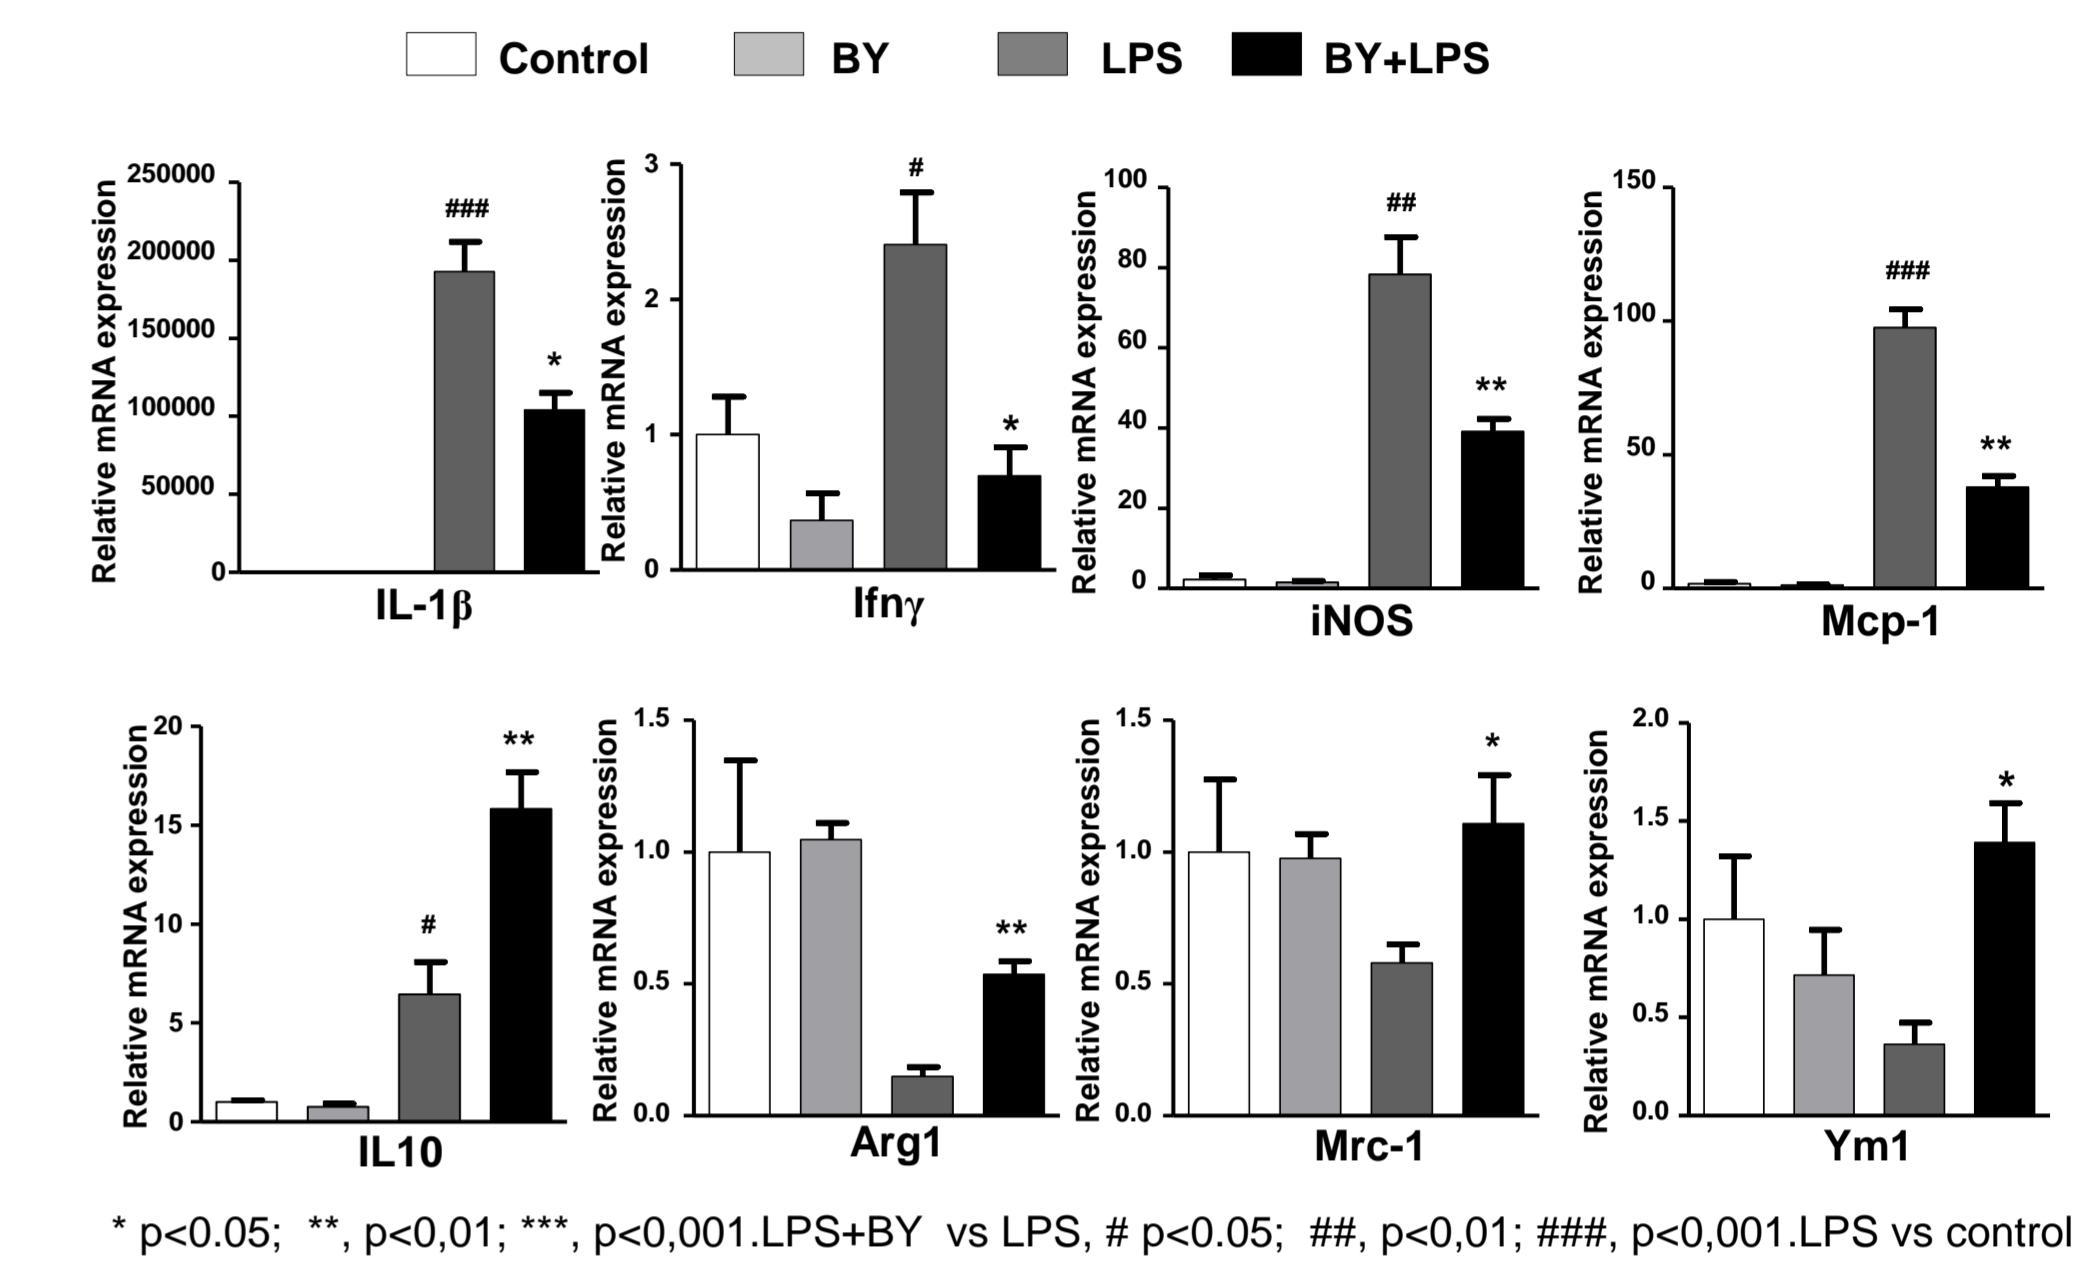 Control BY LPS BY+LPS
Relative mRNA expression
250000
200000
150000
100000
50000
0
###
*
IL-1β
Relative mRNA expression
3
2
1
0
#
*
Ifnγ
Relative mRNA expression
100
80
60
40
20
0
##
**
iNOS
Relative mRNA expression
150
100
50
0
###
**
Mcp-1
Relative mRNA expression
20
15
10
5
0
#
**
IL10
Relative mRNA expression
1.5
1.0
0.5
0.0
**
Arg1
Relative mRNA expression
1.5
1.0
0.5
0.0
*
Mrc-1
Relative mRNA expression
2.0
1.5
1.0
0.5
0.0
*
Ym1
* p<0.05; **, p<0,01; ***, p<0,001.LPS+BY vs LPS, # p<0.05; ##, p<0,01; ###, p<0,001.LPS vs control